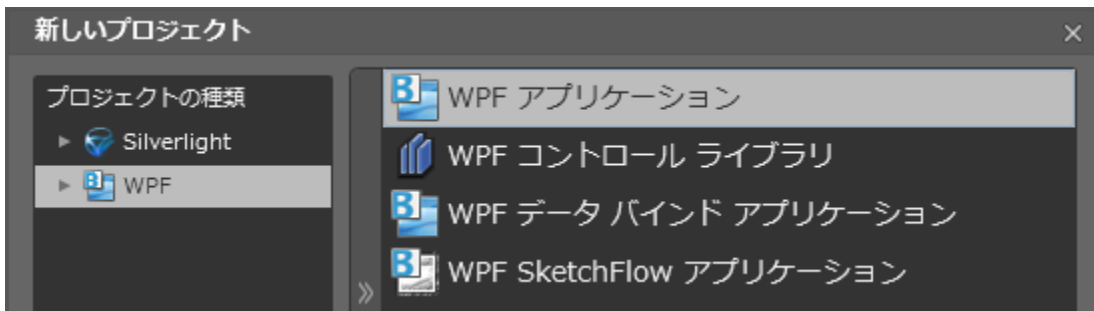 新しいプロジェクト
プロジェクトの種類
Silverlight
WPF
WPF アプリケーション
WPF コントロール ライブラリ
WPF データ バインド アプリケーション
WPF SketchFlow アプリケーション